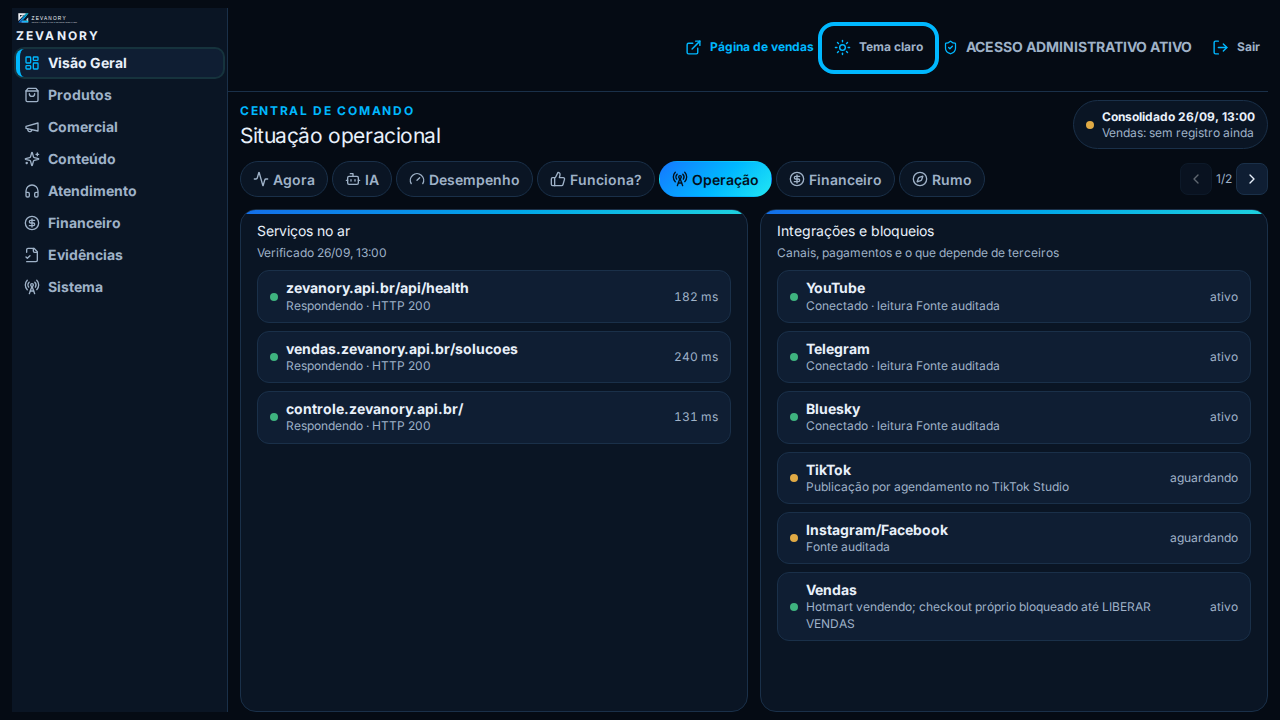 ZEVANORY
ZEVANORY
Visão Geral
Produtos
Comercial
Conteúdo
Atendimento
Financeiro
Evidências
Sistema
Página de vendas
Tema claro
ACESSO ADMINISTRATIVO ATIVO
Sair
CENTRAL DE COMANDO
Situação operacional
Consolidado 26/09, 13:00
Vendas: sem registro ainda
Agora
IA
Desempenho
Funciona?
Operação
Financeiro
Rumo
1/2
Serviços no ar
Verificado 26/09, 13:00
zevanory.api.br/api/health
Respondendo · HTTP 200
182 ms
vendas.zevanory.api.br/solucoes
Respondendo · HTTP 200
240 ms
controle.zevanory.api.br/
Respondendo · HTTP 200
131 ms
Integrações e bloqueios
Canais, pagamentos e o que depende de terceiros
YouTube
Conectado · leitura Fonte auditada
ativo
Telegram
Conectado · leitura Fonte auditada
ativo
Bluesky
Conectado · leitura Fonte auditada
ativo
TikTok
Publicação por agendamento no TikTok Studio
aguardando
Instagram/Facebook
Fonte auditada
aguardando
Vendas
Hotmart vendendo; checkout próprio bloqueado até LIBERAR
VENDAS
ativo